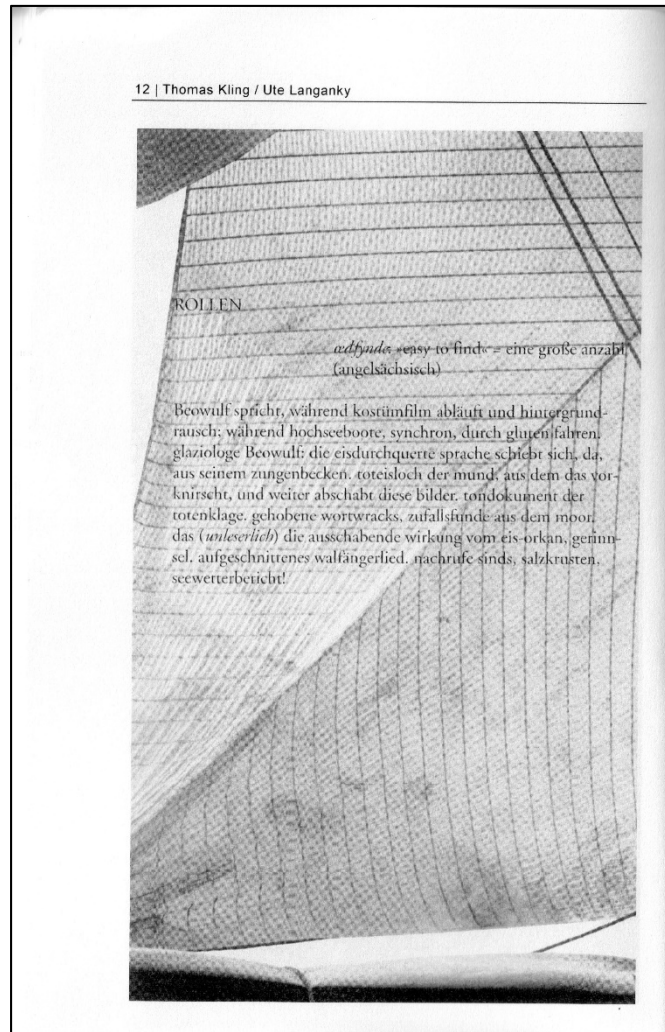 12 | Thomas Kling / Ute Langanky
ROLLEN
ædfynde: »easy to find« = eine große anzahl
(angelsächsisch)
Beowulf spricht, während kostümfilm abläuft und hintergrund-
rausch; während hochseeboote, synchron, durch gluten fahren.
glaziologe Beowulf: die eisdurchquerte sprache schiebt sich, da,
aus seinem zungenbecken. toteisloch der mund, aus dem das vor-
knirscht, und weiter abschabt diese bilder. tondokument der
totenklage. gehobene wortwracks, zufallsfunde aus dem moor,
das (unleserlich) die ausschabende wirkung vom eis-orkan, gerinn-
sel. aufgeschnittenes walfängerlied. nachrufe sinds, salzkrusten.
seewetterbericht!